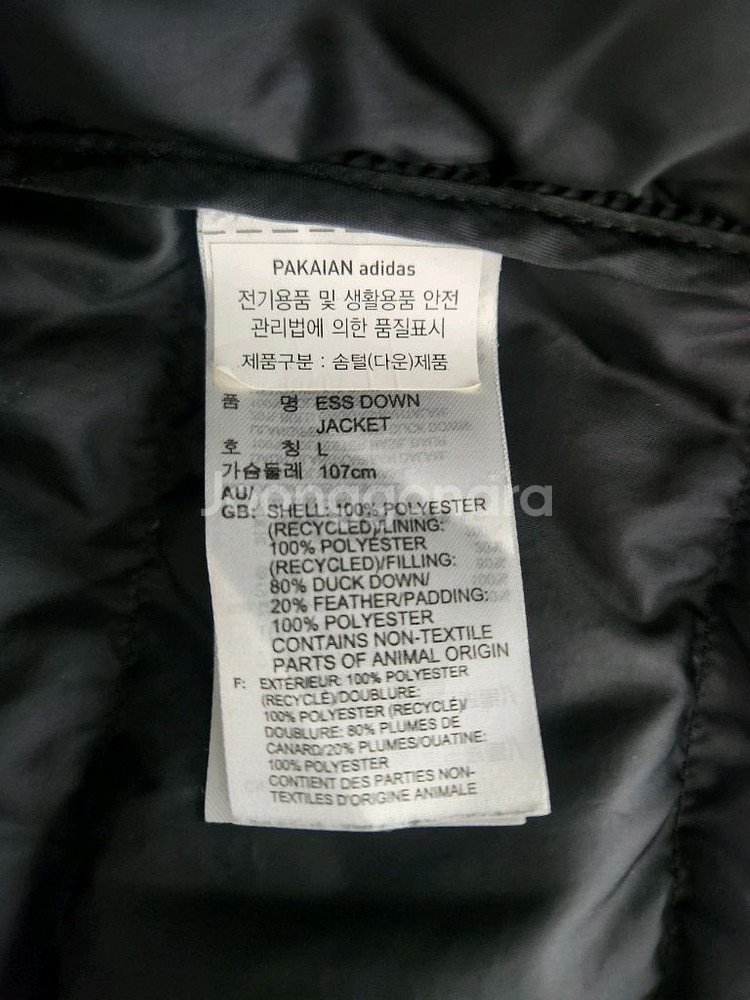 PAKAIAN adidas
전기용품 및 생활용품 안전
관리법에 의한 품질표시
제품구분 : 솜털(다운)제품
품 명 ESS DOWN
JACKET
호 칭 L
가슴둘레 107cm
AU/
GB: SHELL: 100% POLYESTER
(RECYCLED)/LINING:
100% POLYESTER
(RECYCLED)/FILLING:
80% DUCK DOWN/
20% FEATHER/PADDING:
100% POLYESTER
CONTAINS NON-TEXTILE
PARTS OF ANIMAL ORIGIN
F: EXTÉRIEUR: 100% POLYESTER
(RECYCLÉ)/DOUBLURE:
100% POLYESTER (RECYCLÉ)/
DOUBLURE: 80% PLUMES DE
CANARD/20% PLUMES/OUATINE:
100% POLYESTER
CONTIENT DES PARTIES NON-
TEXTILES D'ORIGINE ANIMALE
Joonggonara